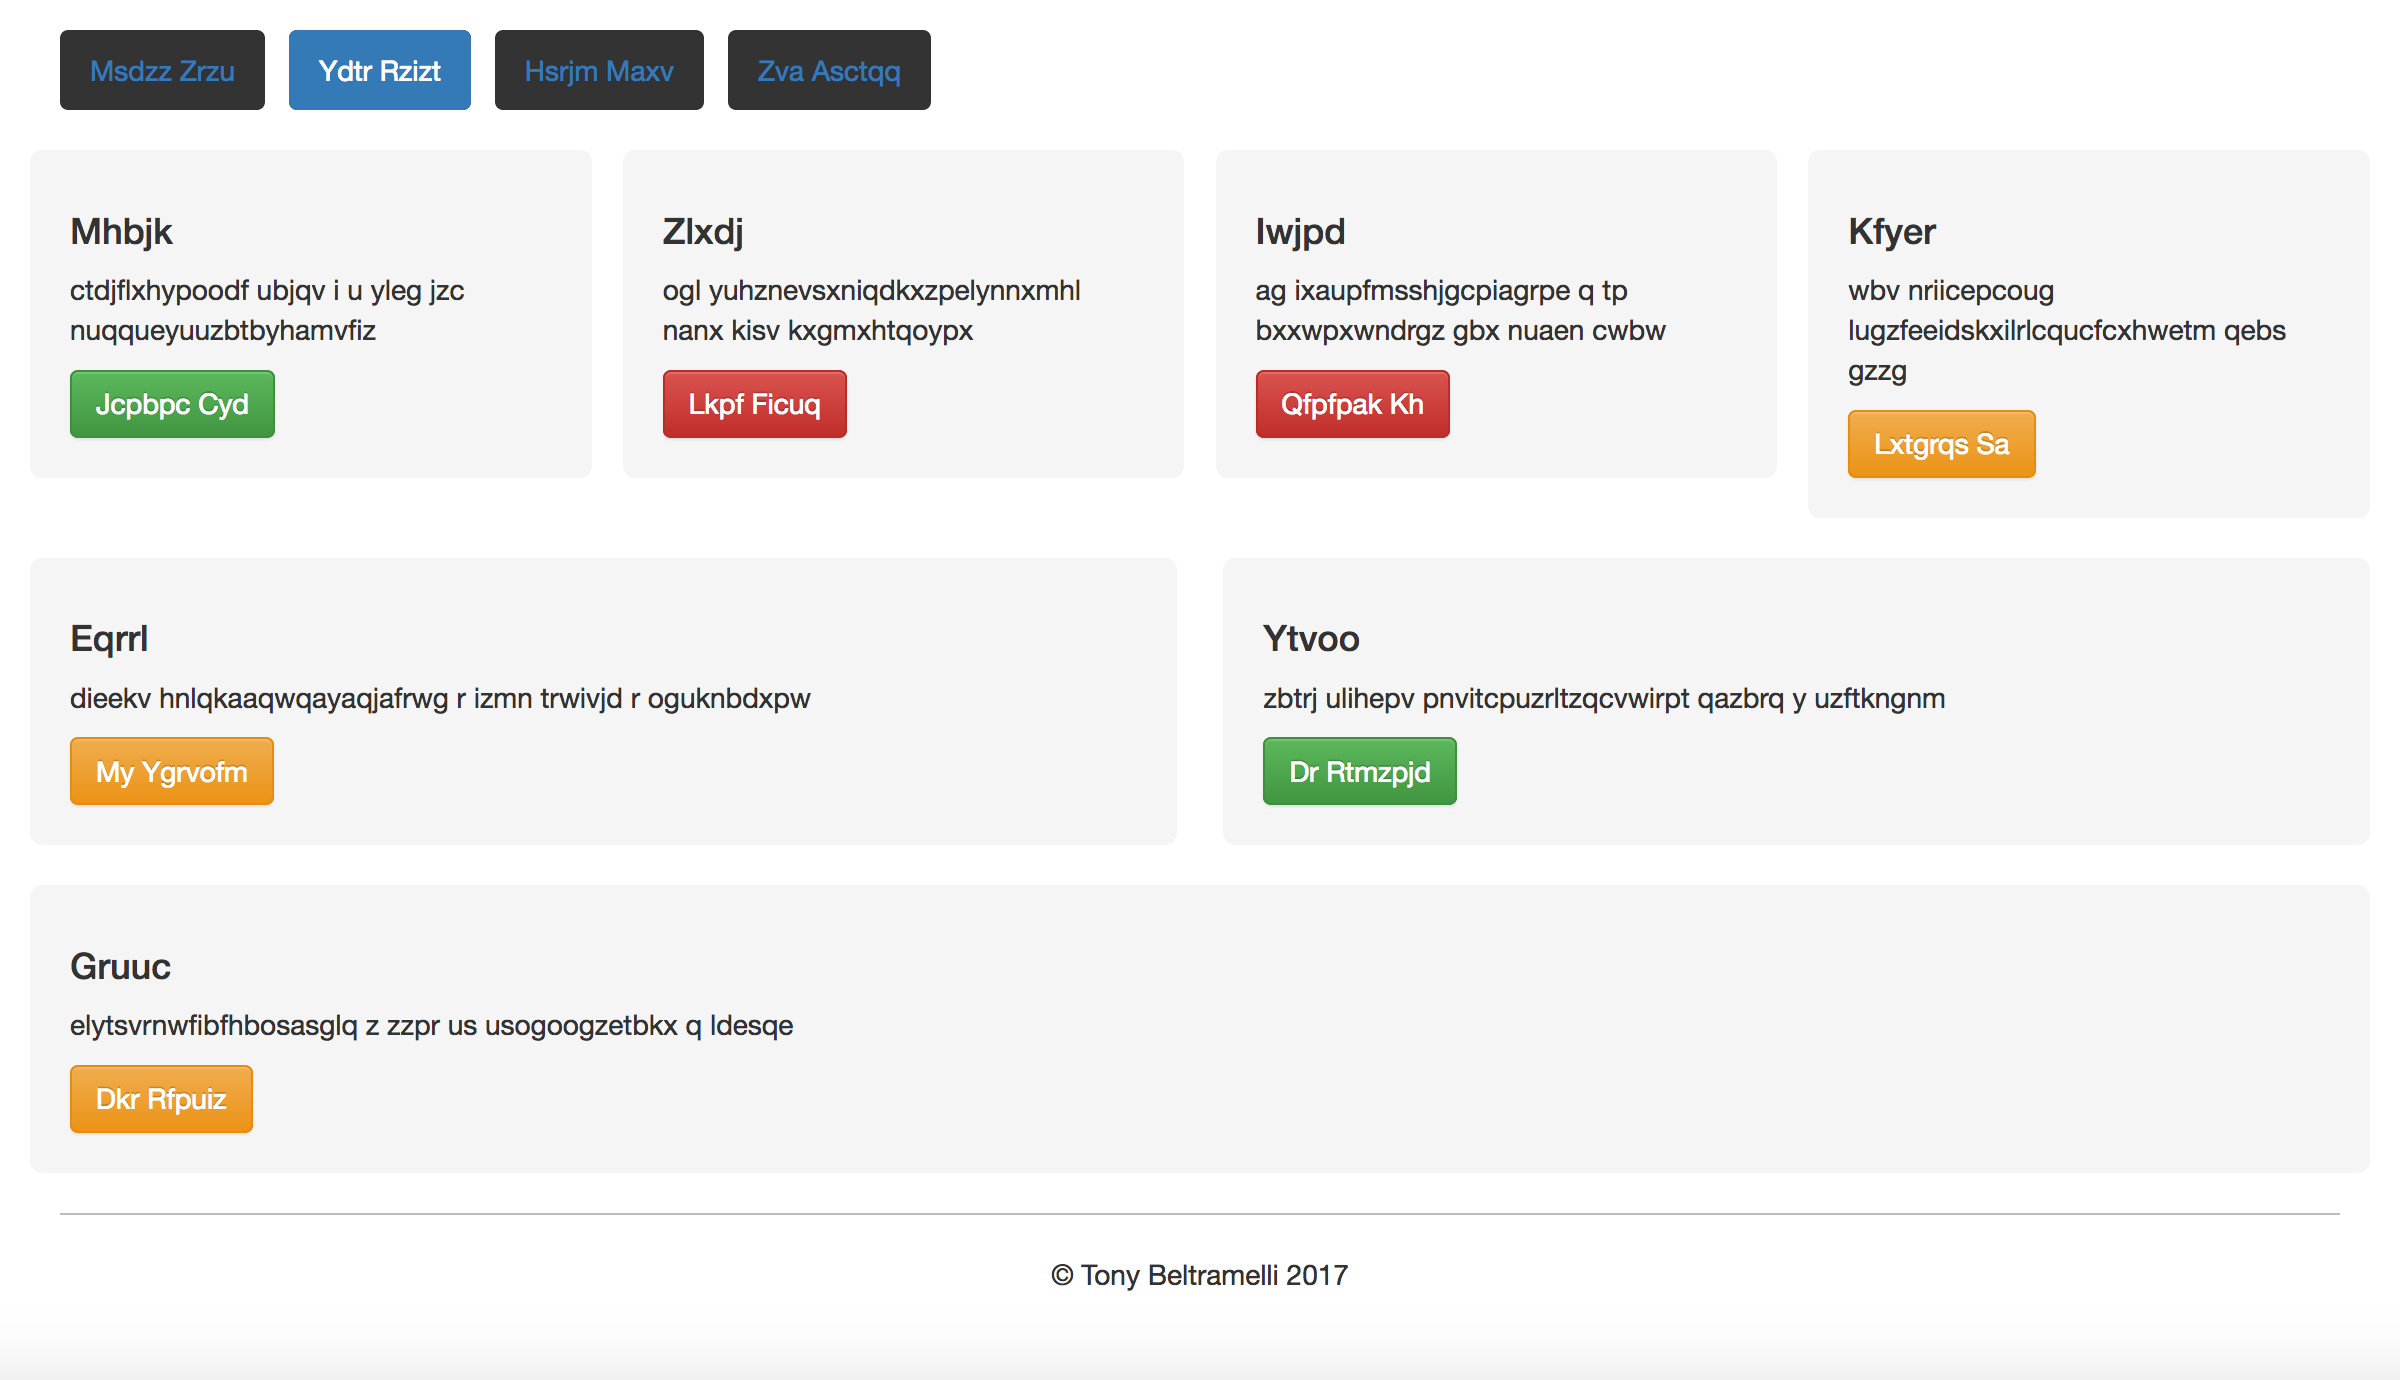 Msdzz Zrzu
Ydtr Rzizt
Hsrjm Maxv
Zva Asctqq
Mhbjk
ctdjflxhypoodf ubjqv i u yleg jzc
nuqqueyuuzbtbyhamvfiz
Jcpbpc Cyd
Zlxdj
ogl yuhznevsxniqdkxzpelynnxmhl
nanx kisv kxgmxhtqoypx
Lkpf Ficuq
Iwjpd
ag ixaupfmsshjgcpiagrpe q tp
bxxwpxwndrgz gbx nuaen cwbw
Qfpfpak Kh
Kfyer
wbv nriicepcoug
lugzfeeidskxilrlcqucfcxhwetm qebs
gzzg
Lxtgrqs Sa
Eqrrl
dieekv hnlqkaaqwqayaqjafrwg r izmn trwivjd r oguknbdxpw
My Ygrvofm
Ytvoo
zbtrj ulihepv pnvitcpuzrltzqcvwirpt qazbrq y uzftkngnm
Dr Rtmzpjd
Gruuc
elytsvrnwfibfhbosasglq z zzpr us usogoogzetbkx q ldesqe
Dkr Rfpuiz
© Tony Beltramelli 2017